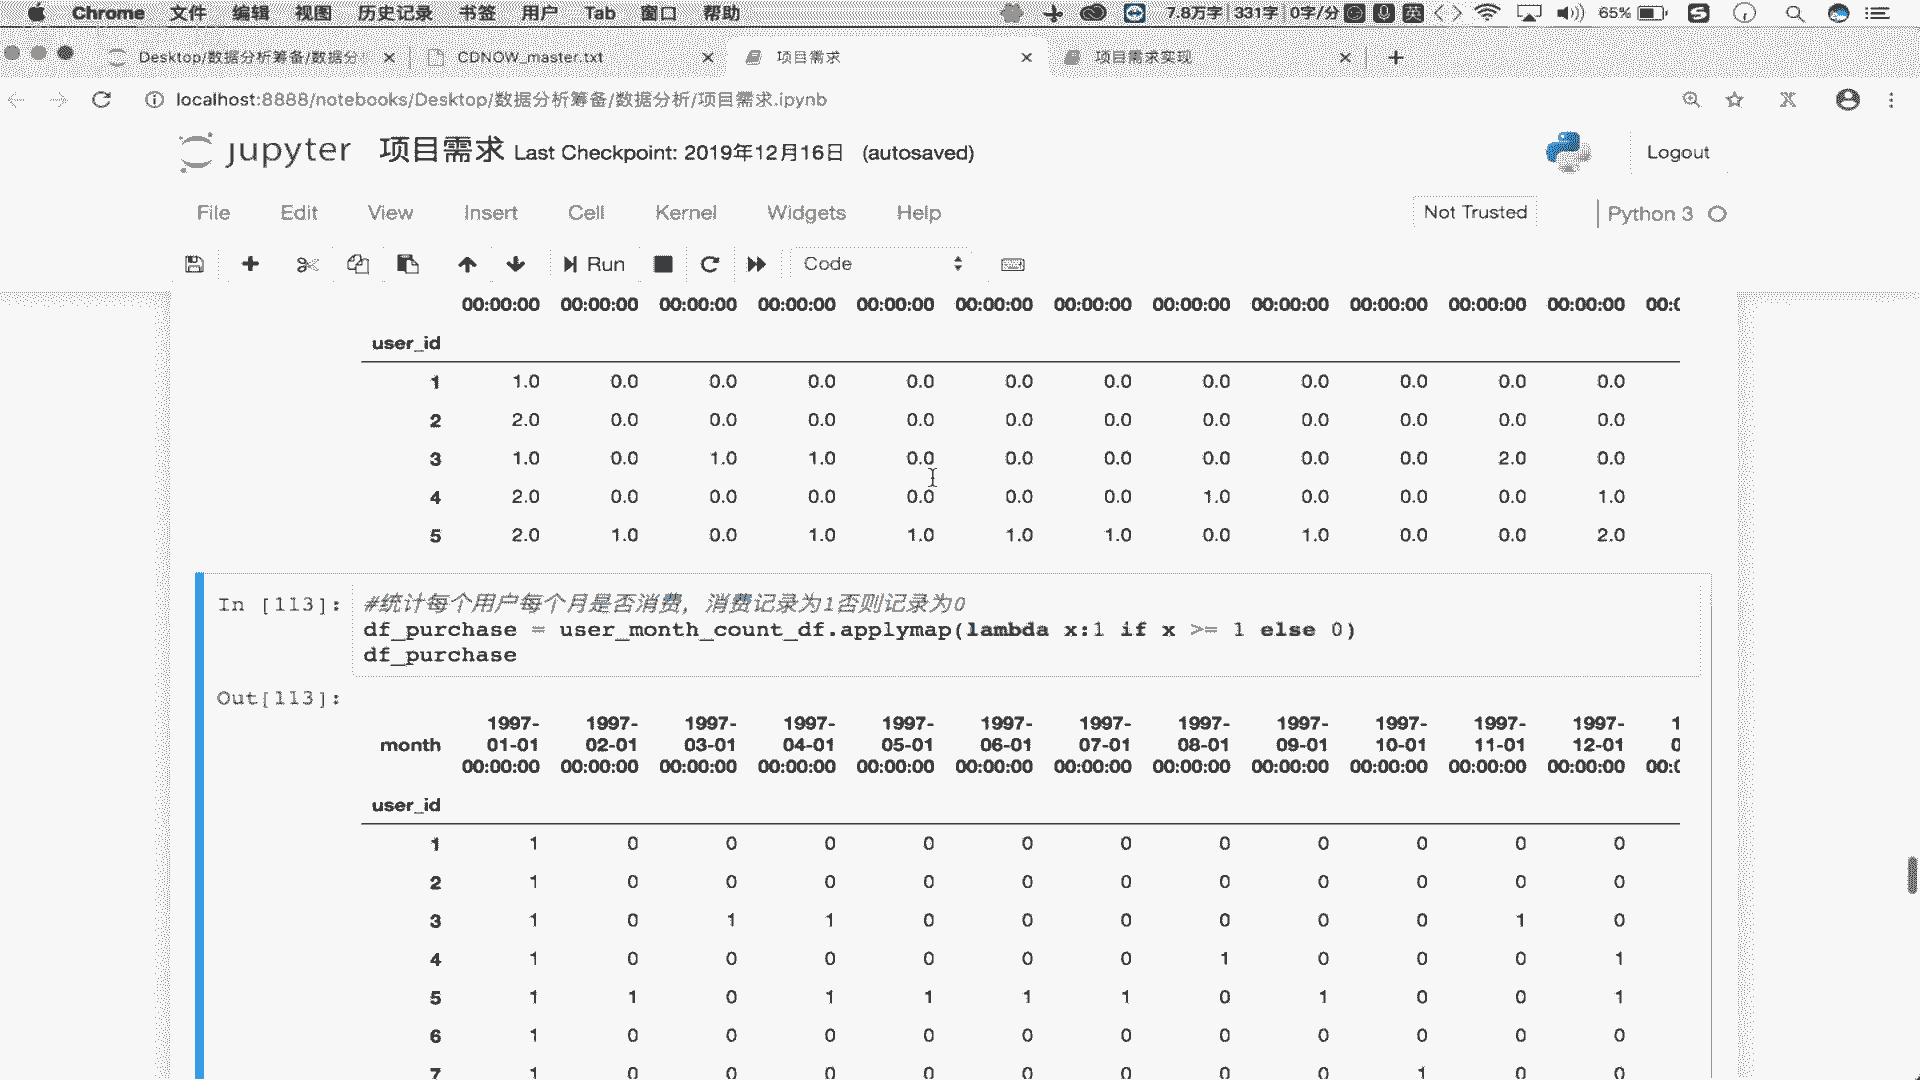 Chrome 文件 编辑 视图 历史记录 书签 用户 Tab 窗口 帮助 7.8万字 331字 0字/分 英 65%
Desktop/数据分析筹备/数据分 CDNOW_master.txt 项目需求 项目需求实现
localhost:8888/notebooks/Desktop/数据分析筹备/数据分析/项目需求.ipynb
jupyter 项目需求 Last Checkpoint: 2019年12月16日 (autosaved) Logout
File Edit View Insert Cell Kernel Widgets Help Not Trusted Python 3
Run Code
00:00:00 00:00:00 00:00:00 00:00:00 00:00:00 00:00:00 00:00:00 00:00:00 00:00:00 00:00:00 00:00:00 00:00:00 00:0
user_id
1 1.0 0.0 0.0 0.0 0.0 0.0 0.0 0.0 0.0 0.0 0.0 0.0
2 2.0 0.0 0.0 0.0 0.0 0.0 0.0 0.0 0.0 0.0 0.0 0.0
3 1.0 0.0 1.0 1.0 0.0 0.0 0.0 0.0 0.0 0.0 2.0 0.0
4 2.0 0.0 0.0 0.0 0.0 0.0 0.0 1.0 0.0 0.0 0.0 1.0
5 2.0 1.0 0.0 1.0 1.0 1.0 1.0 0.0 1.0 0.0 0.0 2.0
In [113]: #统计每个用户每个月是否消费，消费记录为1否则记录为0
df_purchase = user_month_count_df.applymap(lambda x:1 if x >= 1 else 0)
df_purchase
Out[113]:
1997- 1997- 1997- 1997- 1997- 1997- 1997- 1997- 1997- 1997- 1997- 1997- 1
month 01-01 02-01 03-01 04-01 05-01 06-01 07-01 08-01 09-01 10-01 11-01 12-01 0
00:00:00 00:00:00 00:00:00 00:00:00 00:00:00 00:00:00 00:00:00 00:00:00 00:00:00 00:00:00 00:00:00 00:00:00 00:0
user_id
1 1 0 0 0 0 0 0 0 0 0 0 0
2 1 0 0 0 0 0 0 0 0 0 0 0
3 1 0 1 1 0 0 0 0 0 0 1 0
4 1 0 0 0 0 0 0 1 0 0 0 1
5 1 1 0 1 1 1 1 0 1 0 0 1
6 1 0 0 0 0 0 0 0 0 0 0 0
7 1 0 0 0 0 0 0 0 0 1 0 0